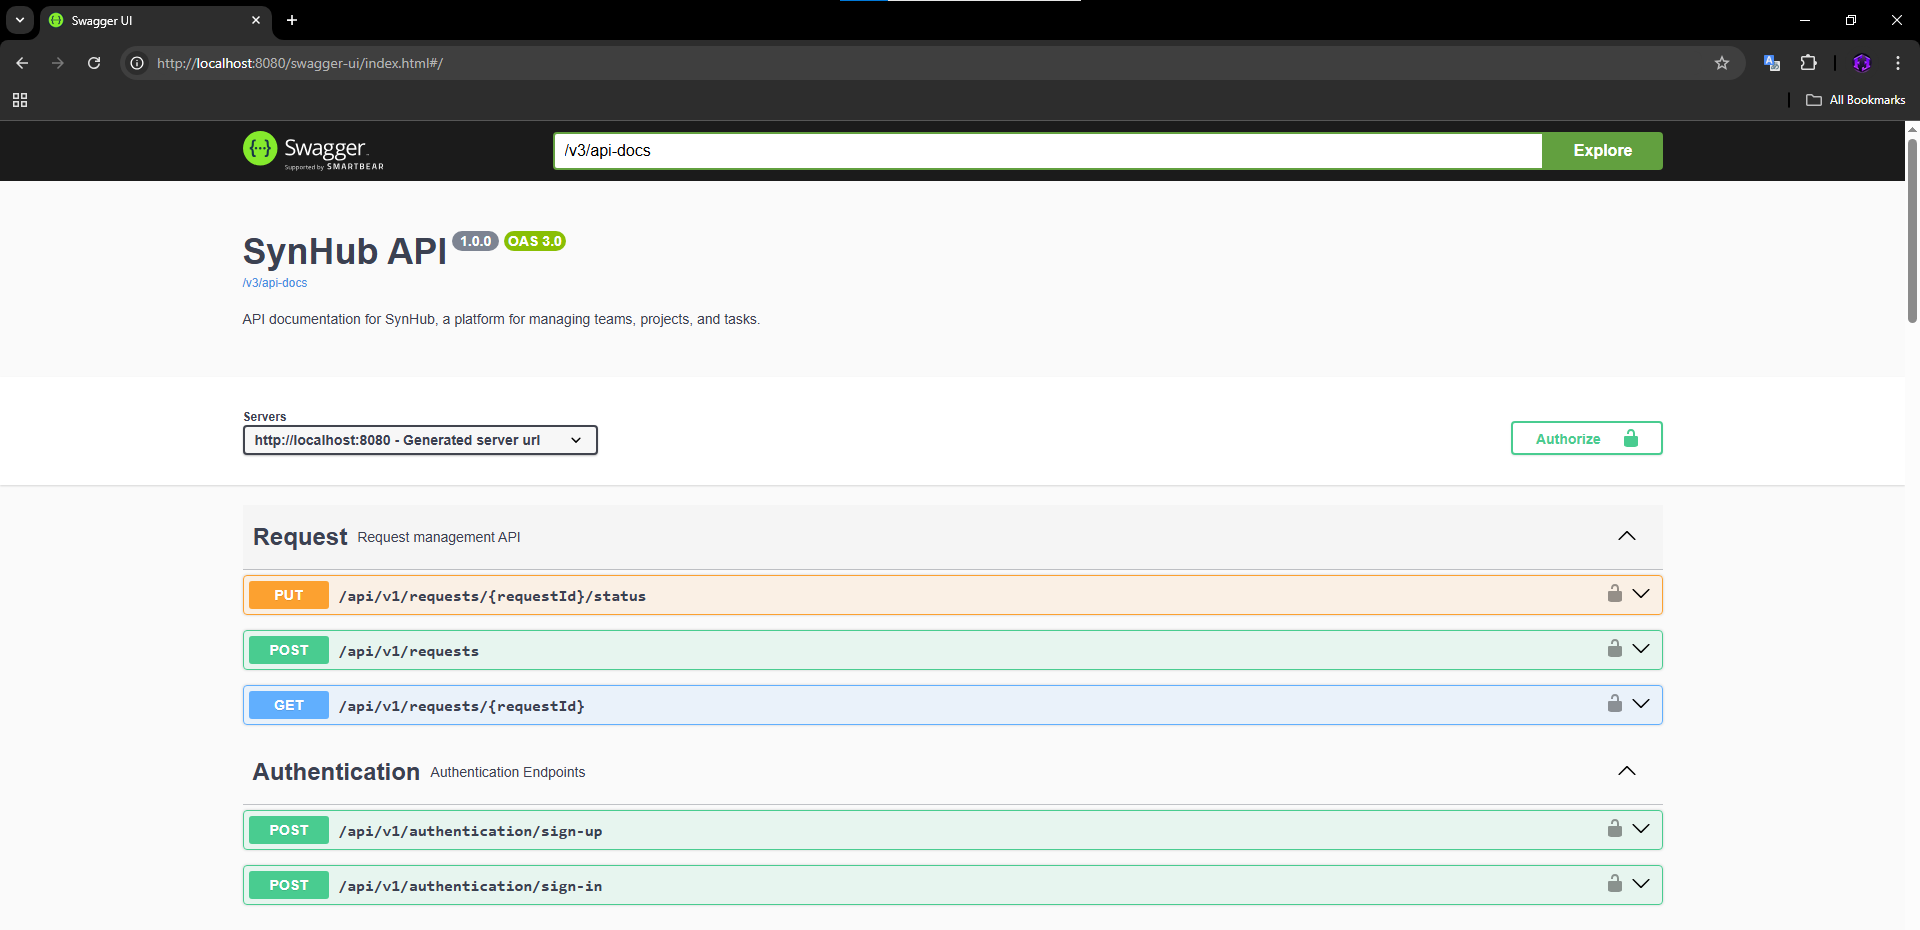 Swagger UI
http://localhost:8080/swagger-ui/index.html#/
All Bookmarks
Swagger
Supported by SMARTBEAR
/v3/api-docs
Explore
SynHub API 1.0.0 OAS 3.0
/v3/api-docs
API documentation for SynHub, a platform for managing teams, projects, and tasks.
Servers
http://localhost:8080 - Generated server url
Authorize
Request Request management API
PUT /api/v1/requests/{requestId}/status
POST /api/v1/requests
GET /api/v1/requests/{requestId}
Authentication Authentication Endpoints
POST /api/v1/authentication/sign-up
POST /api/v1/authentication/sign-in